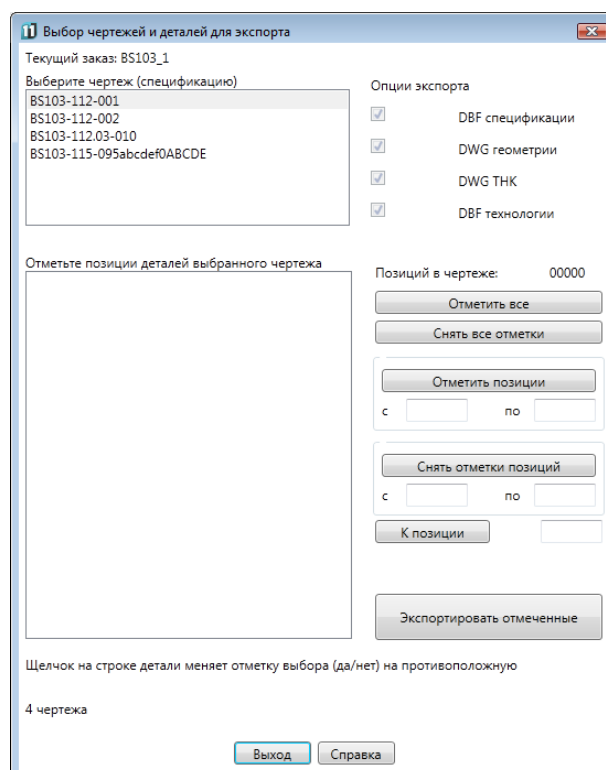 Выбор чертежей и деталей для экспорта
Текущий заказ: BS103_1
Выберите чертеж (спецификацию)
BS103-112-001
BS103-112-002
BS103-112.03-010
BS103-115-095abcdef0ABCDE
Опции экспорта
DBF спецификации
DWG геометрии
DWG ТНК
DBF технологии
Отметьте позиции деталей выбранного чертежа
Позиций в чертеже: 00000
Отметить все
Снять все отметки
Отметить позиции
с по
Снять отметки позиций
с по
К позиции
Экспортировать отмеченные
Щелчок на строке детали меняет отметку выбора (да/нет) на противоположную
4 чертежа
Выход Справка